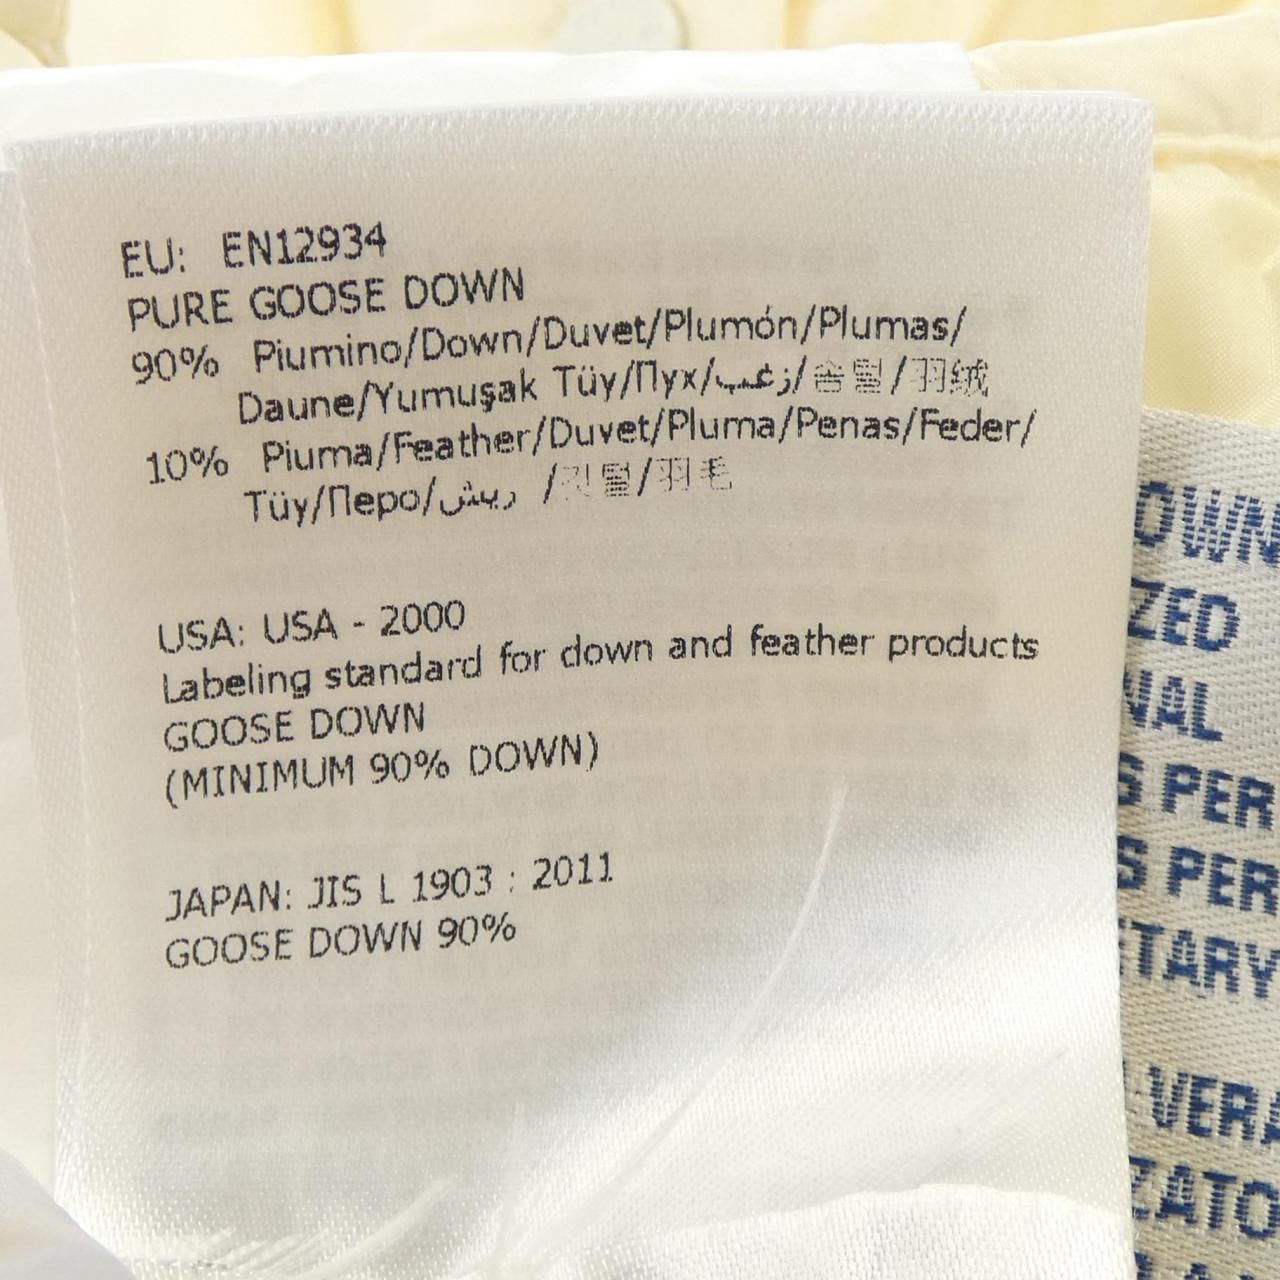 EU: EN12934
PURE GOOSE DOWN
90% Piumino/Down/Duvet/Plumón/Plumas/
Daune/Yumuşak Tüy/Пух/زغب/솜털/羽绒
10% Piuma/Feather/Duvet/Pluma/Penas/Feder/
Tüy/Перо/ريش /깃털/羽毛
USA: USA - 2000
Labeling standard for down and feather products
GOOSE DOWN
(MINIMUM 90% DOWN)
JAPAN: JIS L 1903 : 2011
GOOSE DOWN 90%
OWN
ZED
NAL
S PER
S PER
TARY
VERA
ZATO